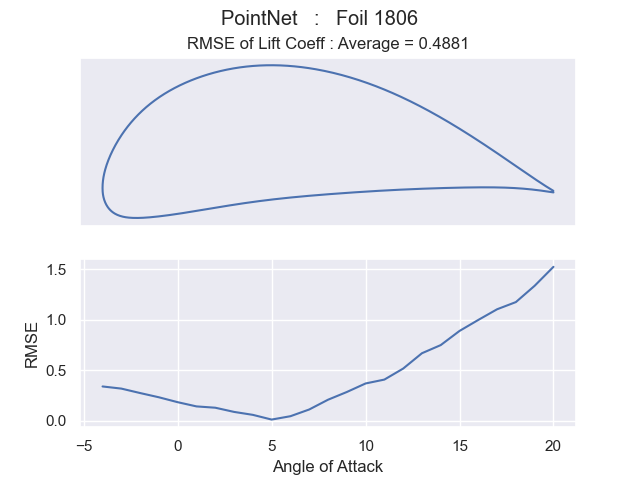 PointNet : Foil 1806
RMSE of Lift Coeff : Average = 0.4881
1.5
1.0
0.5
0.0
RMSE
−5 0 5 10 15 20
Angle of Attack